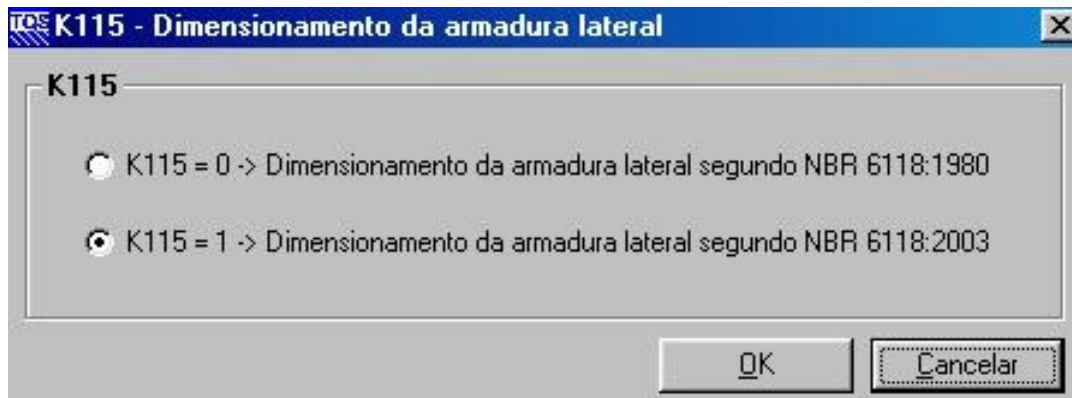 TQS K115 - Dimensionamento da armadura lateral
K115
K115 = 0 -> Dimensionamento da armadura lateral segundo NBR 6118:1980
K115 = 1 -> Dimensionamento da armadura lateral segundo NBR 6118:2003
OK
Cancelar